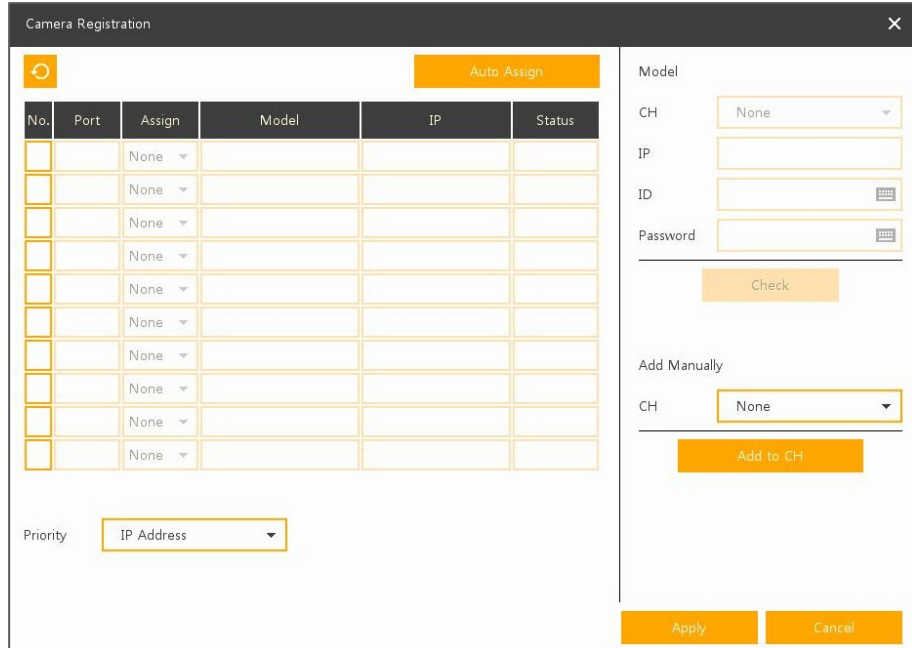 Camera Registration
Auto Assign
No. Port Assign Model IP Status
None
None
None
None
None
None
None
None
None
None
Priority IP Address
Model
CH None
IP
ID
Password
Check
Add Manually
CH None
Add to CH
Apply Cancel